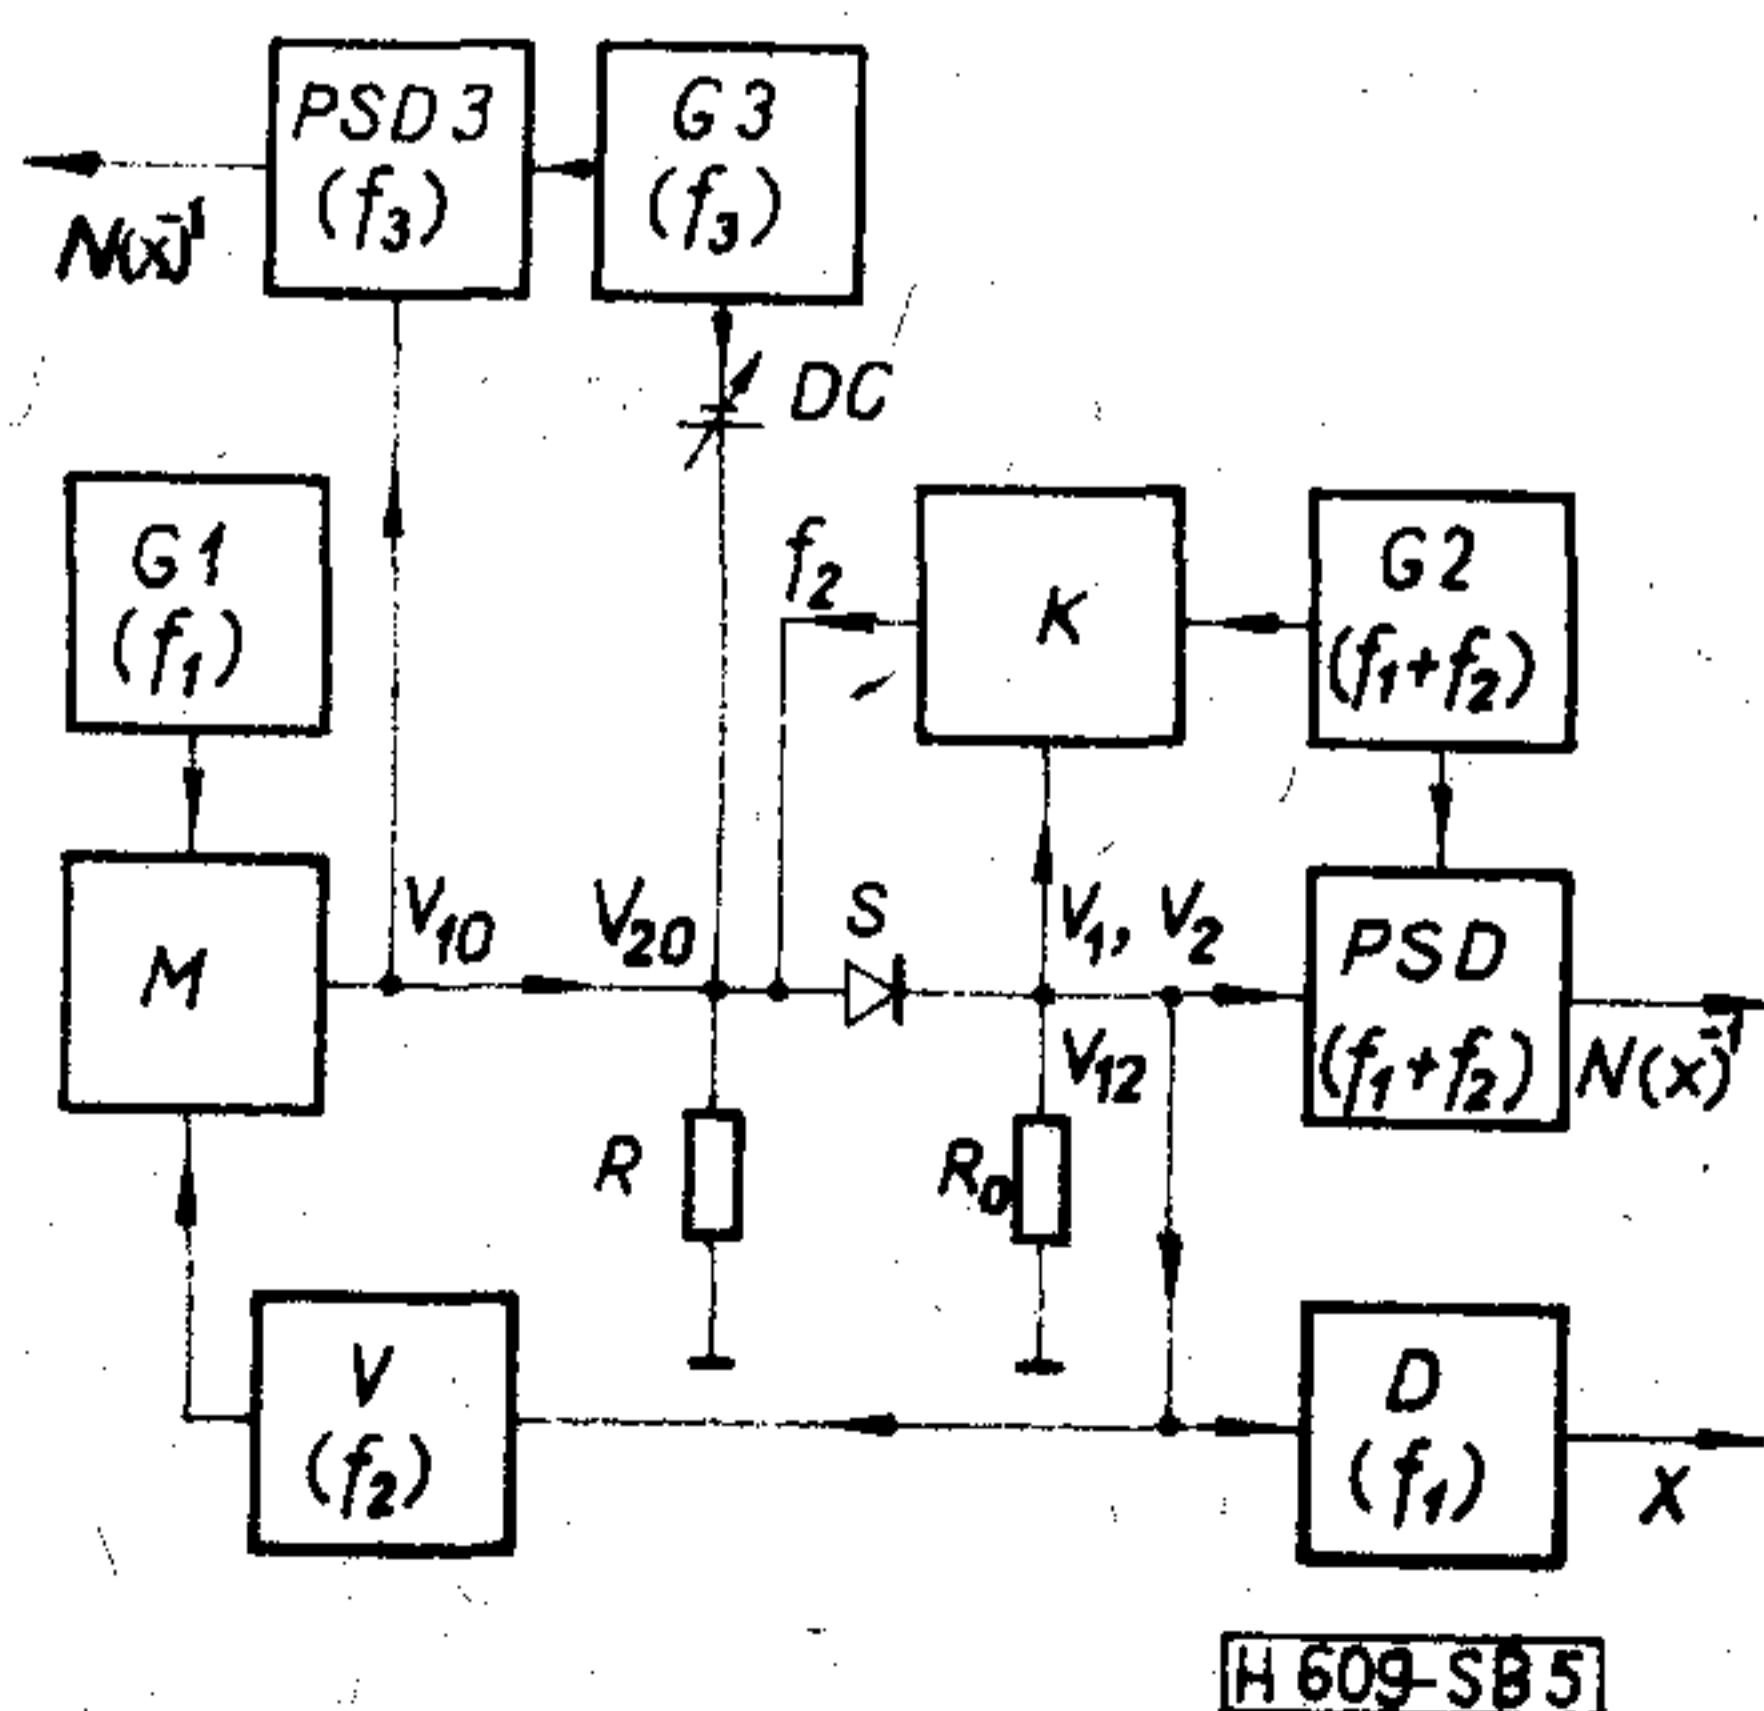 PSD3
(f₃)
G3
(f₃)
N(x)⁻¹
DC
G1
(f₁)
f₂
K
G2
(f₁+f₂)
M
V₁₀
V₂₀
S
V₁, V₂
PSD
(f₁+f₂)
V₁₂
N(x)⁻¹
R
R₀
V
(f₂)
D
(f₁)
X
H 609-SB 5